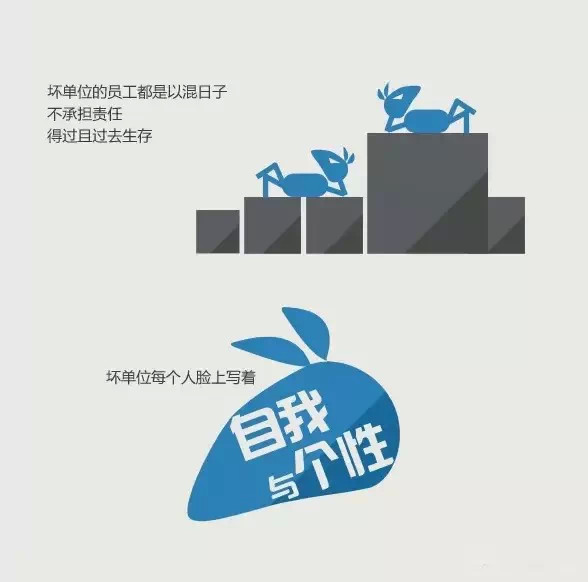 坏单位的员工都是以混日子
不承担责任
得过且过去生存
坏单位每个人脸上写着
自我
与个性